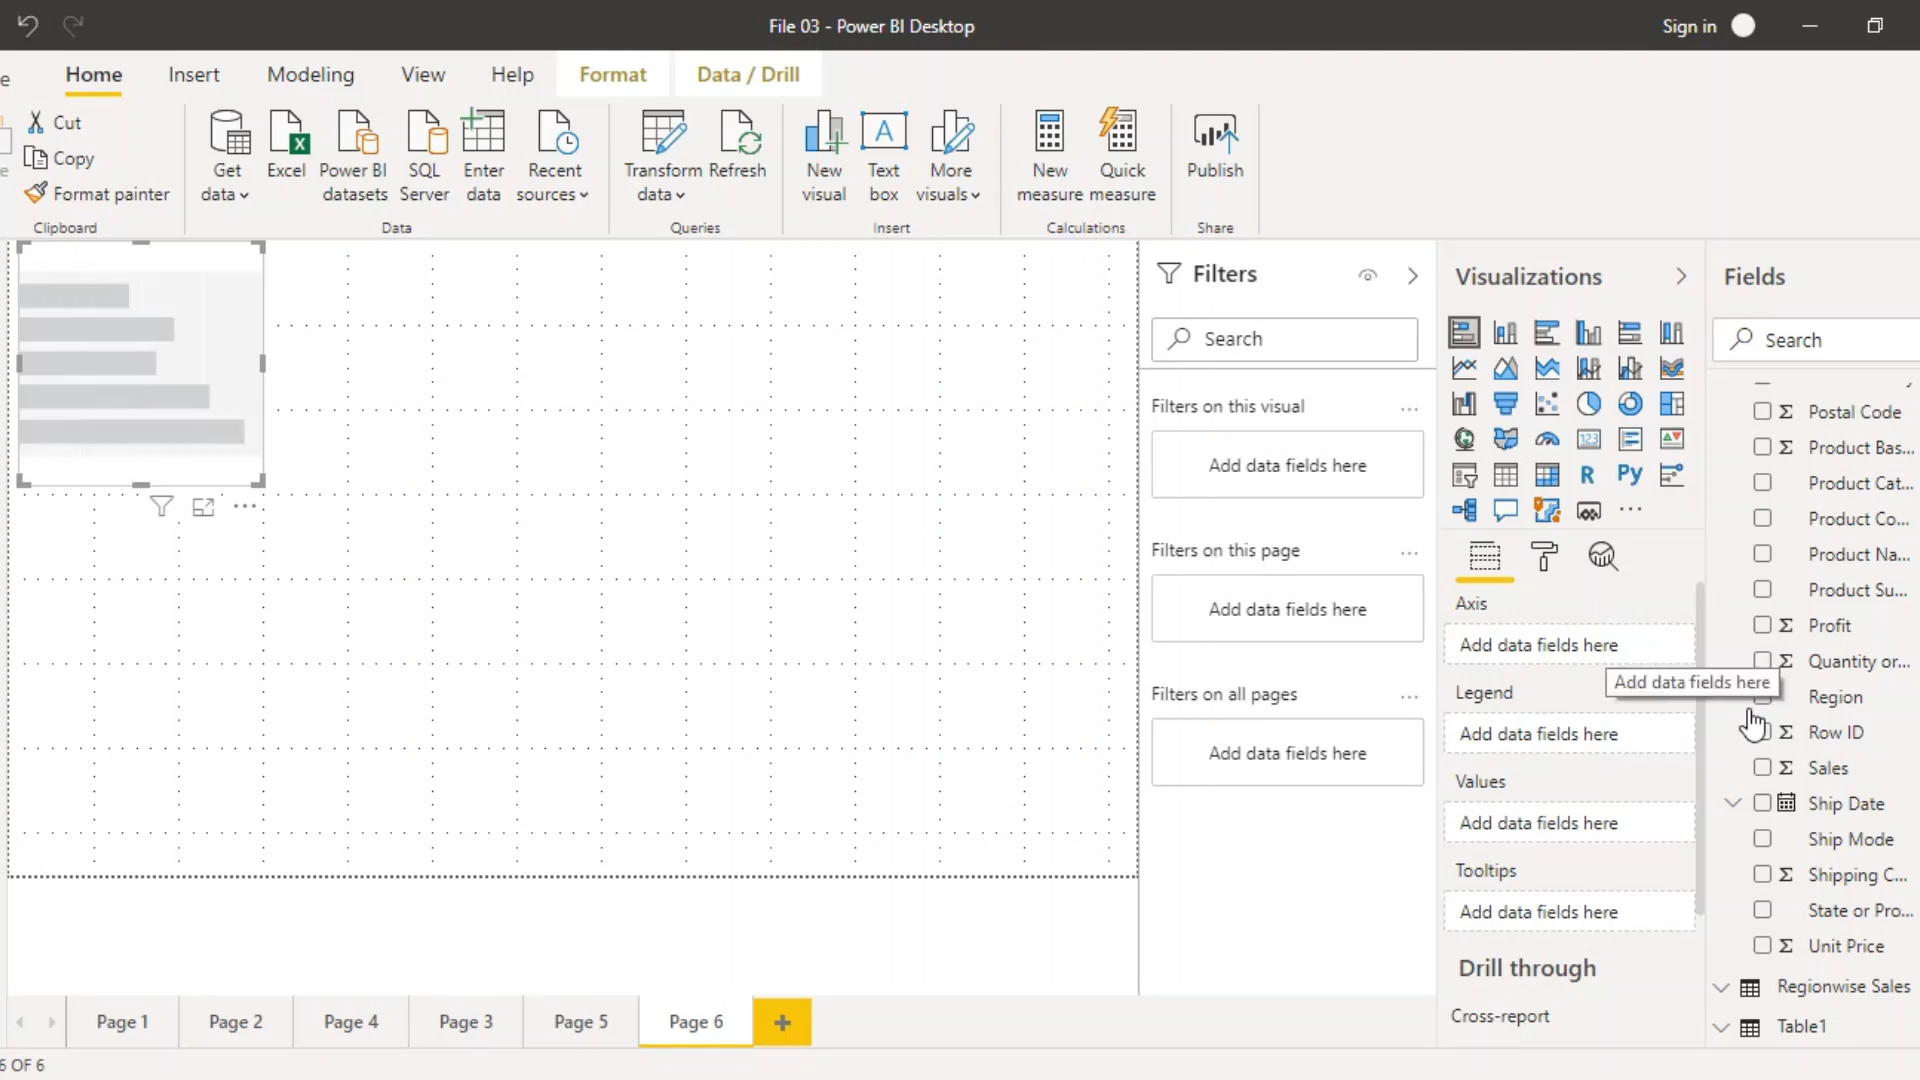 File 03 - Power BI Desktop
Sign in
e
Home
Insert
Modeling
View
Help
Format
Data / Drill
Cut
Copy
Format painter
Clipboard
Get data
Excel
Power BI datasets
SQL Server
Enter data
Recent sources
Data
Transform data
Refresh
Queries
New visual
A
Text box
More visuals
Insert
New measure
Quick measure
Calculations
Publish
Share
Filters
Search
Filters on this visual
Add data fields here
Filters on this page
Add data fields here
Filters on all pages
Add data fields here
Visualizations
123
R
Py
Axis
Add data fields here
Add data fields here
Legend
Add data fields here
Values
Add data fields here
Tooltips
Add data fields here
Drill through
Cross-report
Fields
Search
Σ Postal Code
Σ Product Bas...
Product Cat...
Product Co...
Product Na...
Product Su...
Σ Profit
Σ Quantity or...
Region
Σ Row ID
Σ Sales
Ship Date
Ship Mode
Σ Shipping C...
State or Pro...
Σ Unit Price
Regionwise Sales
Table1
Page 1
Page 2
Page 4
Page 3
Page 5
Page 6
+
6 OF 6